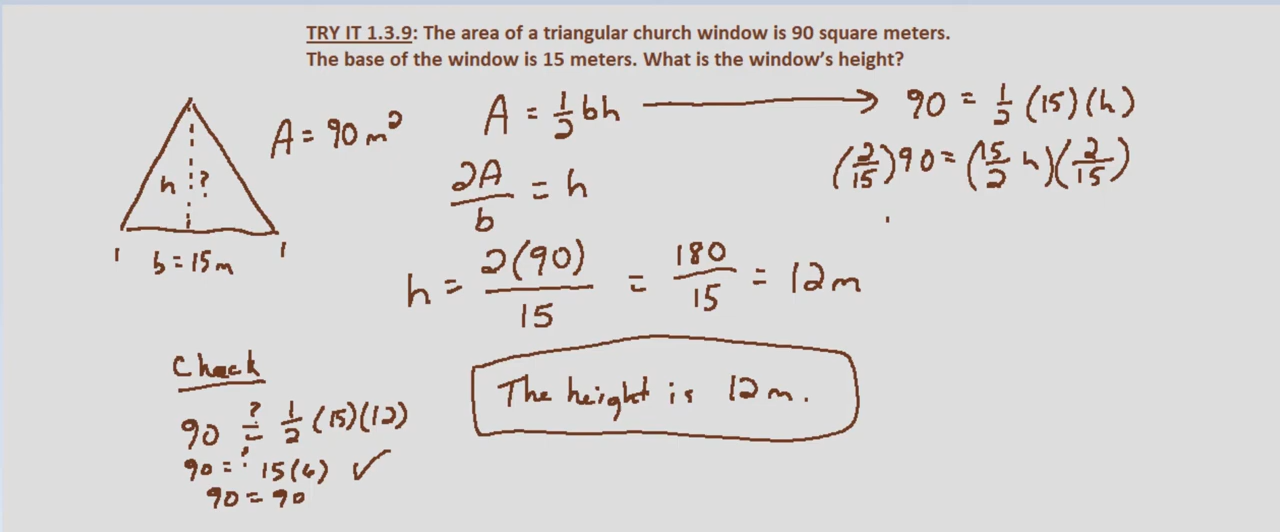 TRY IT 1.3.9: The area of a triangular church window is 90 square meters.
The base of the window is 15 meters. What is the window's height?
A = 90 m²
h ?
b = 15 m
A = 1/2 bh
2A/b = h
h = 2(90)/15 = 180/15 = 12 m
90 = 1/2 (15)(h)
(2/15) 90 = (15/2 h)(2/15)
Check
90 ?= 1/2 (15)(12)
90 =? 15(6) ✓
90 = 90
The height is 12 m.